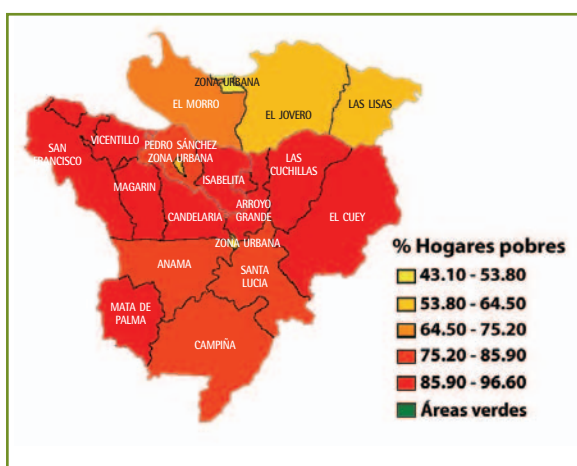 ZONA URBANA
EL MORRO
EL JOVERO
LAS LISAS
SAN
FRANCISCO
VICENTILLO
PEDRO SÁNCHEZ
ZONA URBANA
LAS
CUCHILLAS
MAGARIN
ISABELITA
CANDELARIA
ARROYO
GRANDE
EL CUEY
ZONA URBANA
ANAMA
SANTA
LUCIA
MATA DE
PALMA
CAMPIÑA
% Hogares pobres
43.10 - 53.80
53.80 - 64.50
64.50 - 75.20
75.20 - 85.90
85.90 - 96.60
Áreas verdes